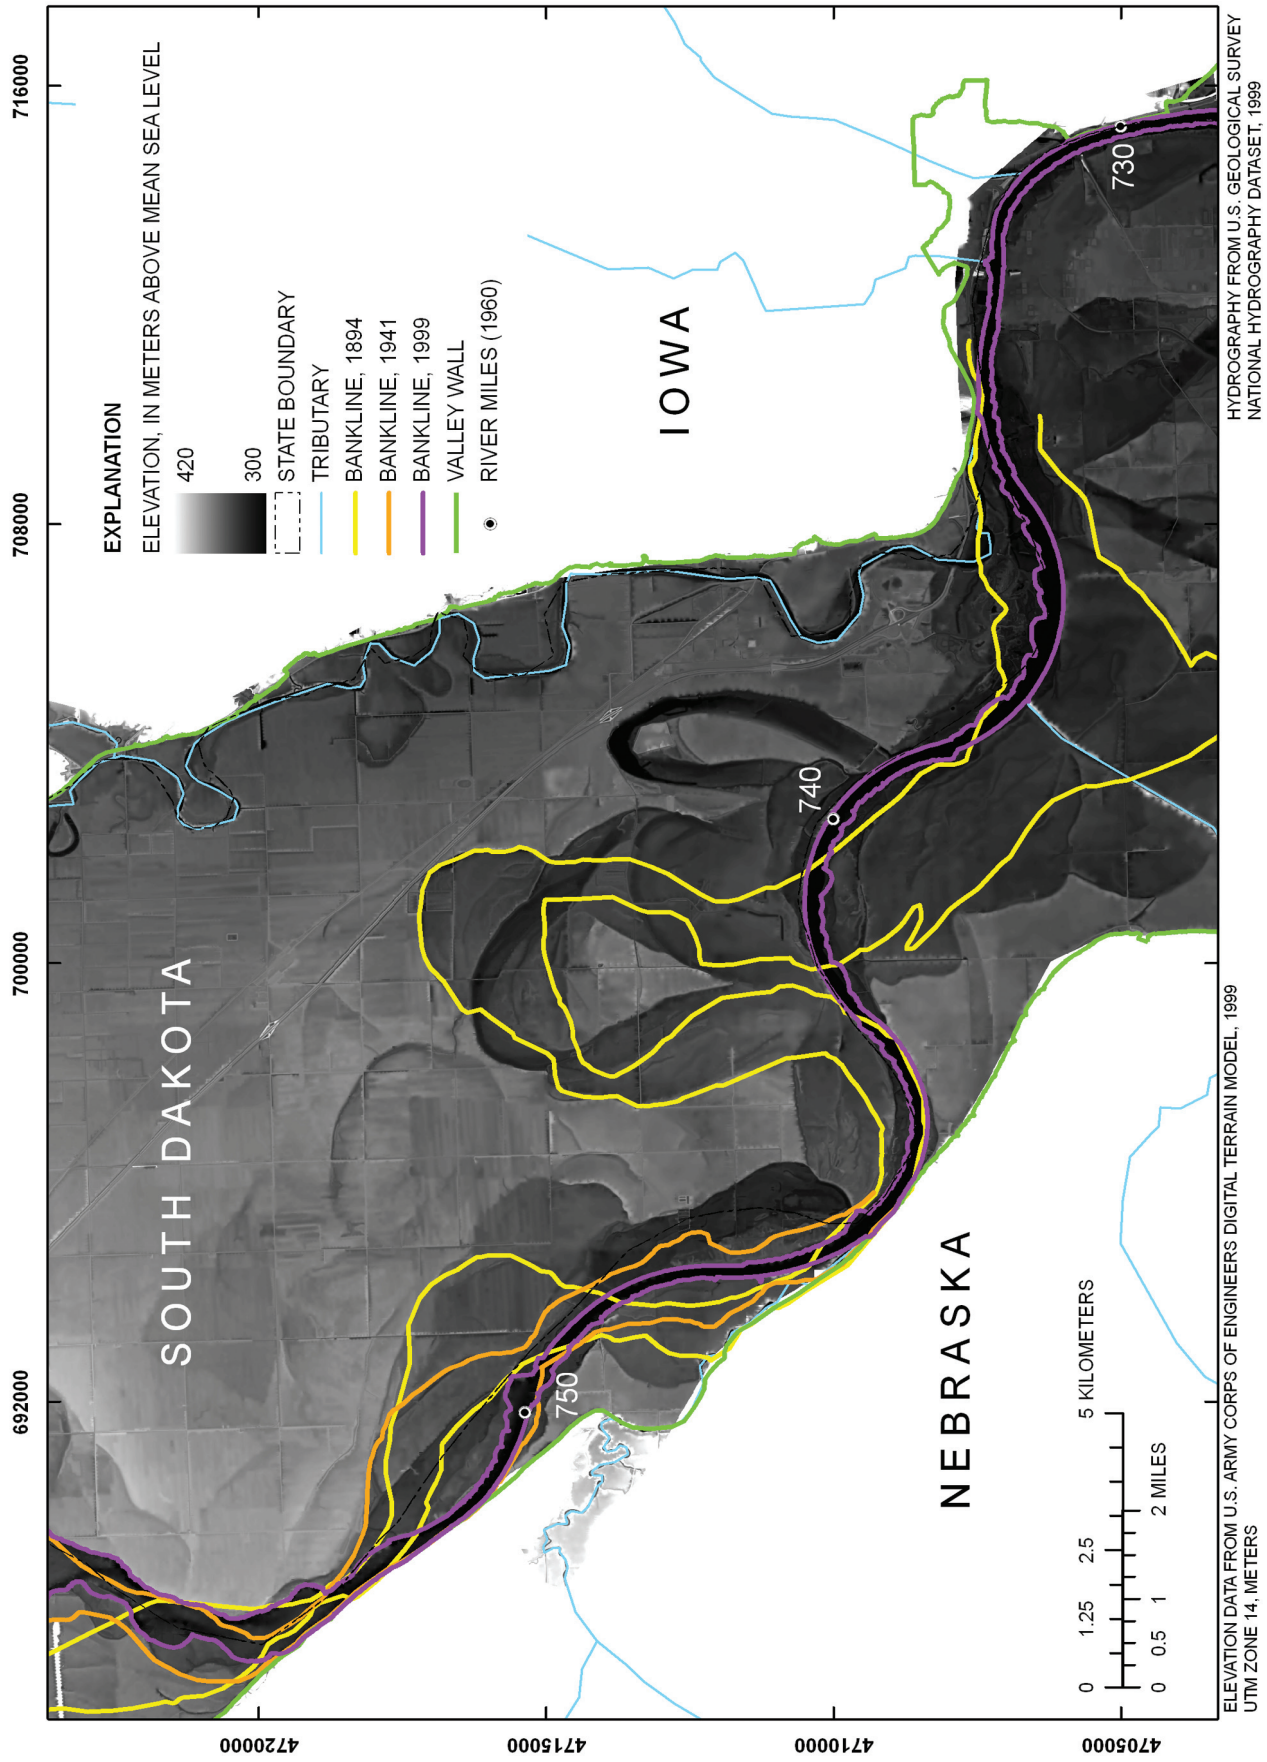 692000
700000
708000
716000
4720000
4715000
4710000
4705000
EXPLANATION
ELEVATION, IN METERS ABOVE MEAN SEA LEVEL
420
300
STATE BOUNDARY
TRIBUTARY
BANKLINE, 1894
BANKLINE, 1941
BANKLINE, 1999
VALLEY WALL
RIVER MILES (1960)
SOUTH DAKOTA
IOWA
NEBRASKA
750
740
730
0 1.25 2.5 5 KILOMETERS
0 0.5 1 2 MILES
ELEVATION DATA FROM U.S. ARMY CORPS OF ENGINEERS DIGITAL TERRAIN MODEL, 1999
UTM ZONE 14, METERS
HYDROGRAPHY FROM U.S. GEOLOGICAL SURVEY
NATIONAL HYDROGRAPHY DATASET, 1999